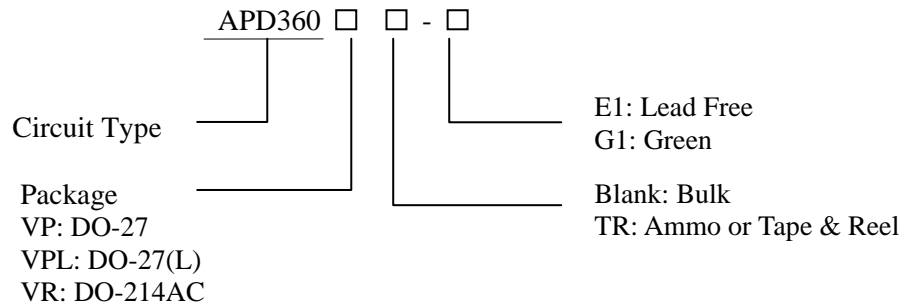 APD360 □ □ - □
Circuit Type
Package
VP: DO-27
VPL: DO-27(L)
VR: DO-214AC
E1: Lead Free
G1: Green
Blank: Bulk
TR: Ammo or Tape & Reel